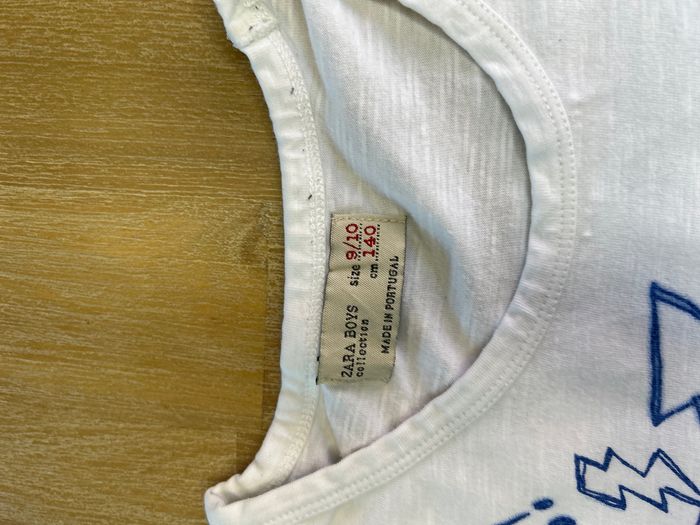 ZARA BOYS size 9/10
collection cm 140
MADE IN PORTUGAL